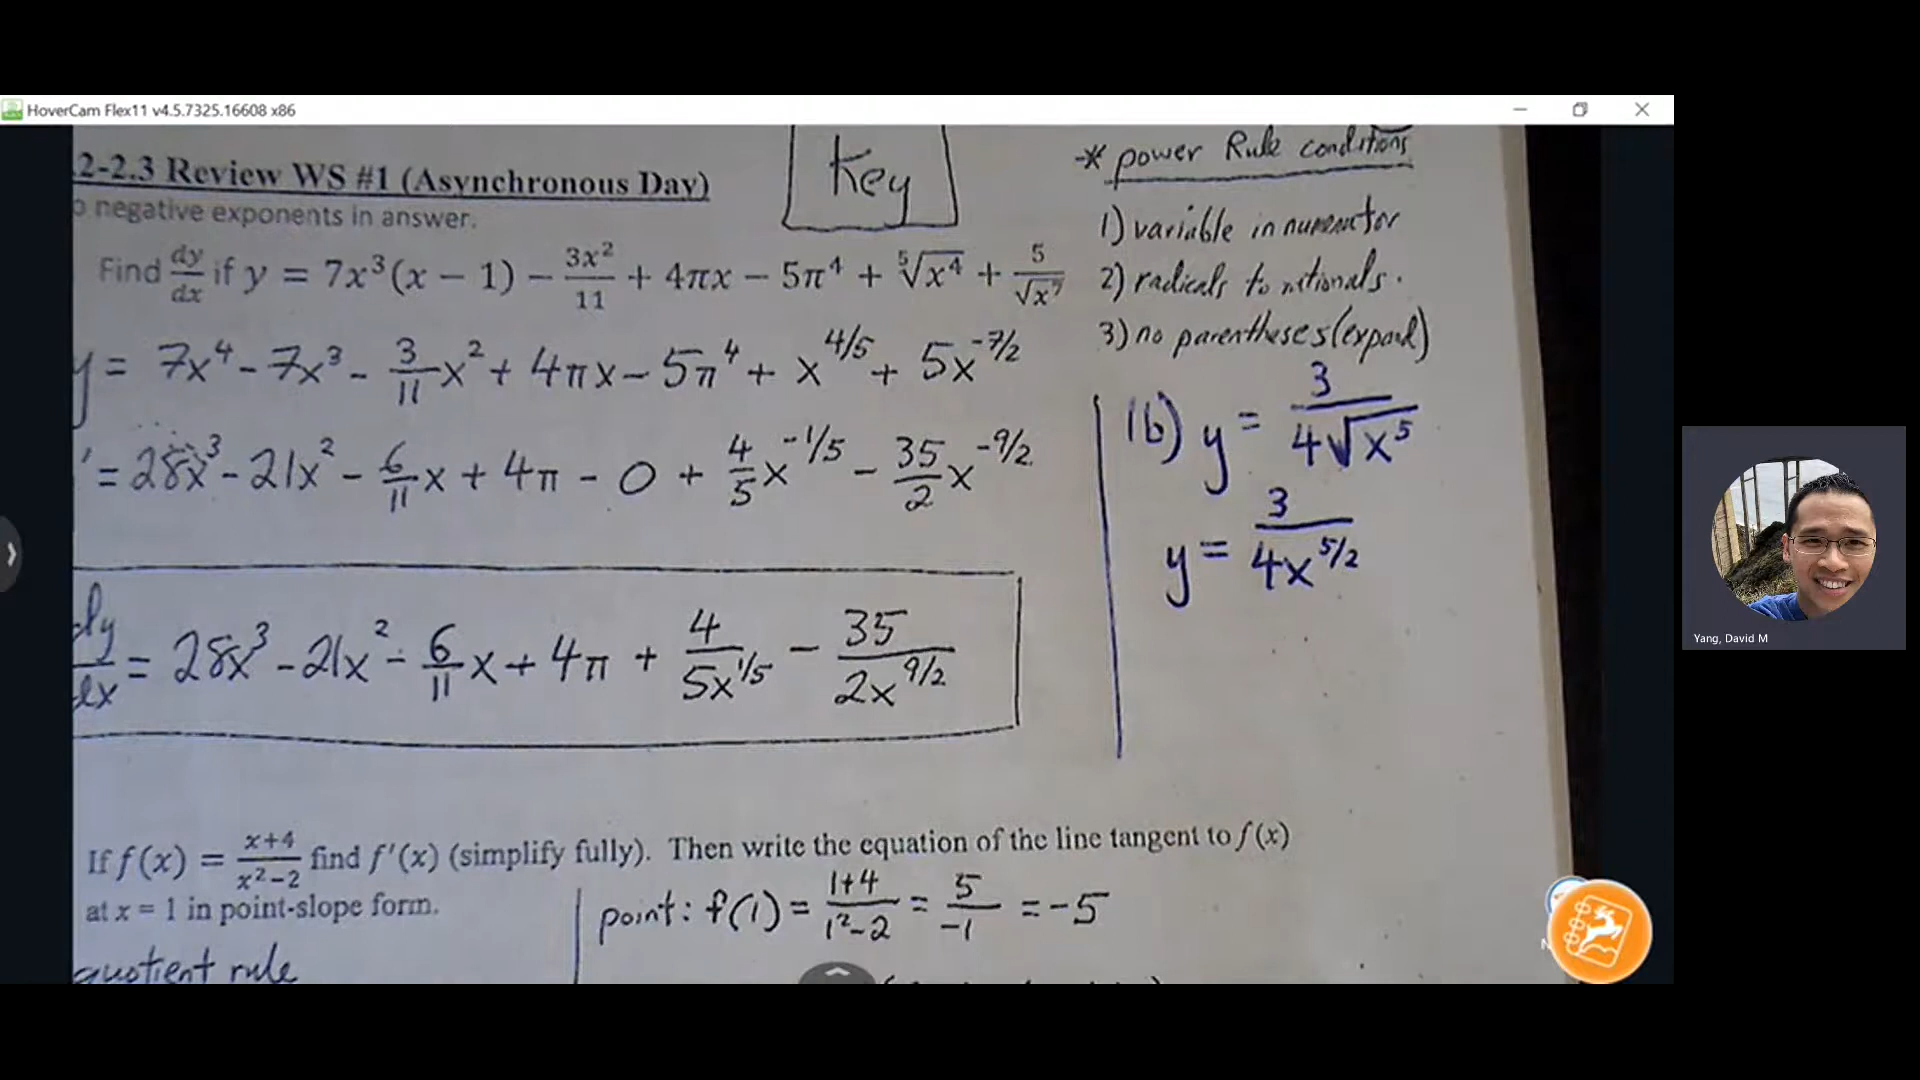 HoverCam Flex11 v4.5.7325.16608 x86
.2-2.3 Review WS #1 (Asynchronous Day)
Key
negative exponents in answer.
Find dy/dx if y = 7x³(x − 1) − 3x²/11 + 4πx − 5π⁴ + ⁵√x⁴ + 5/√x⁷
y = 7x⁴ - 7x³ - 3/11 x² + 4πx - 5π⁴ + x^4/5 + 5x^-7/2
' = 28x³ - 21x² - 6/11 x + 4π - 0 + 4/5 x^-1/5 - 35/2 x^-9/2
dy/dx = 28x³ - 21x² - 6/11 x + 4π + 4/5x^1/5 - 35/2x^9/2
-* power Rule conditions
1) variable in numerator
2) radicals to rationals.
3) no parentheses (expand)
1b) y = 3/4√x⁵
y = 3/4x^5/2
If f(x) = x+4/x²−2 find f'(x) (simplify fully). Then write the equation of the line tangent to f(x)
at x = 1 in point-slope form.
point: f(1) = 1+4/1²-2 = 5/-1 = -5
quotient rule
Yang, David M